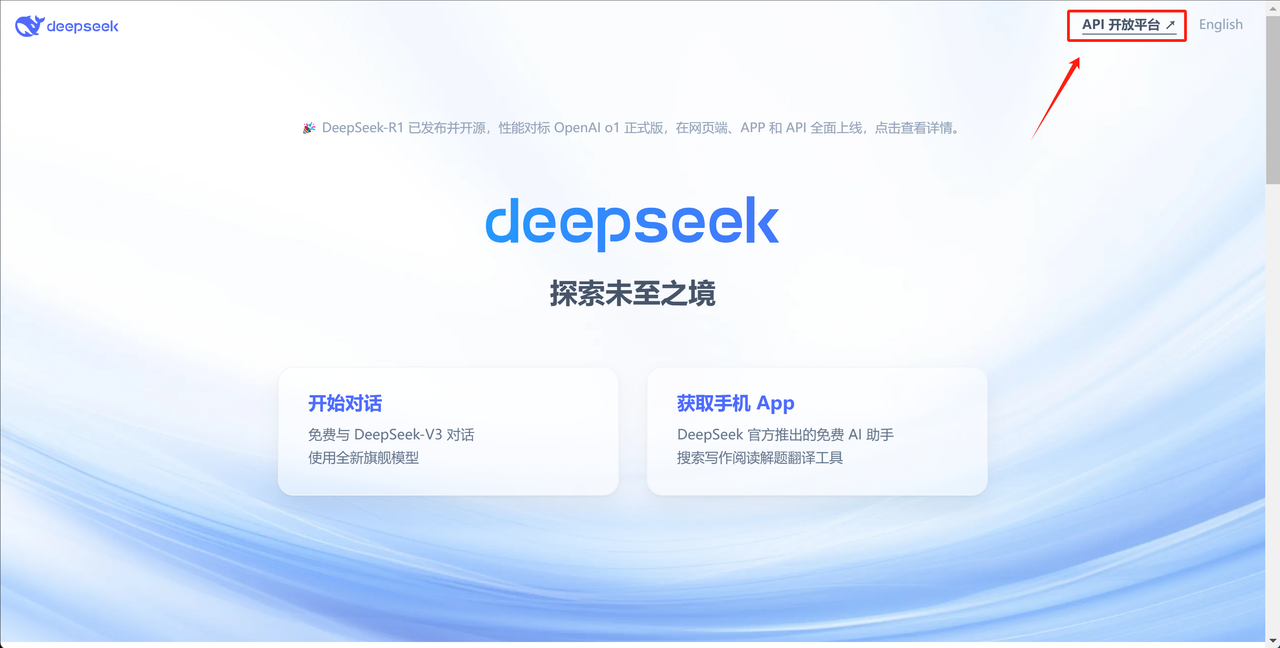 deepseek
API 开放平台 ↗
English
🎉 DeepSeek-R1 已发布并开源，性能对标 OpenAI o1 正式版，在网页端、APP 和 API 全面上线，点击查看详情。
deepseek
探索未至之境
开始对话
免费与 DeepSeek-V3 对话
使用全新旗舰模型
获取手机 App
DeepSeek 官方推出的免费 AI 助手
搜索写作阅读解题翻译工具